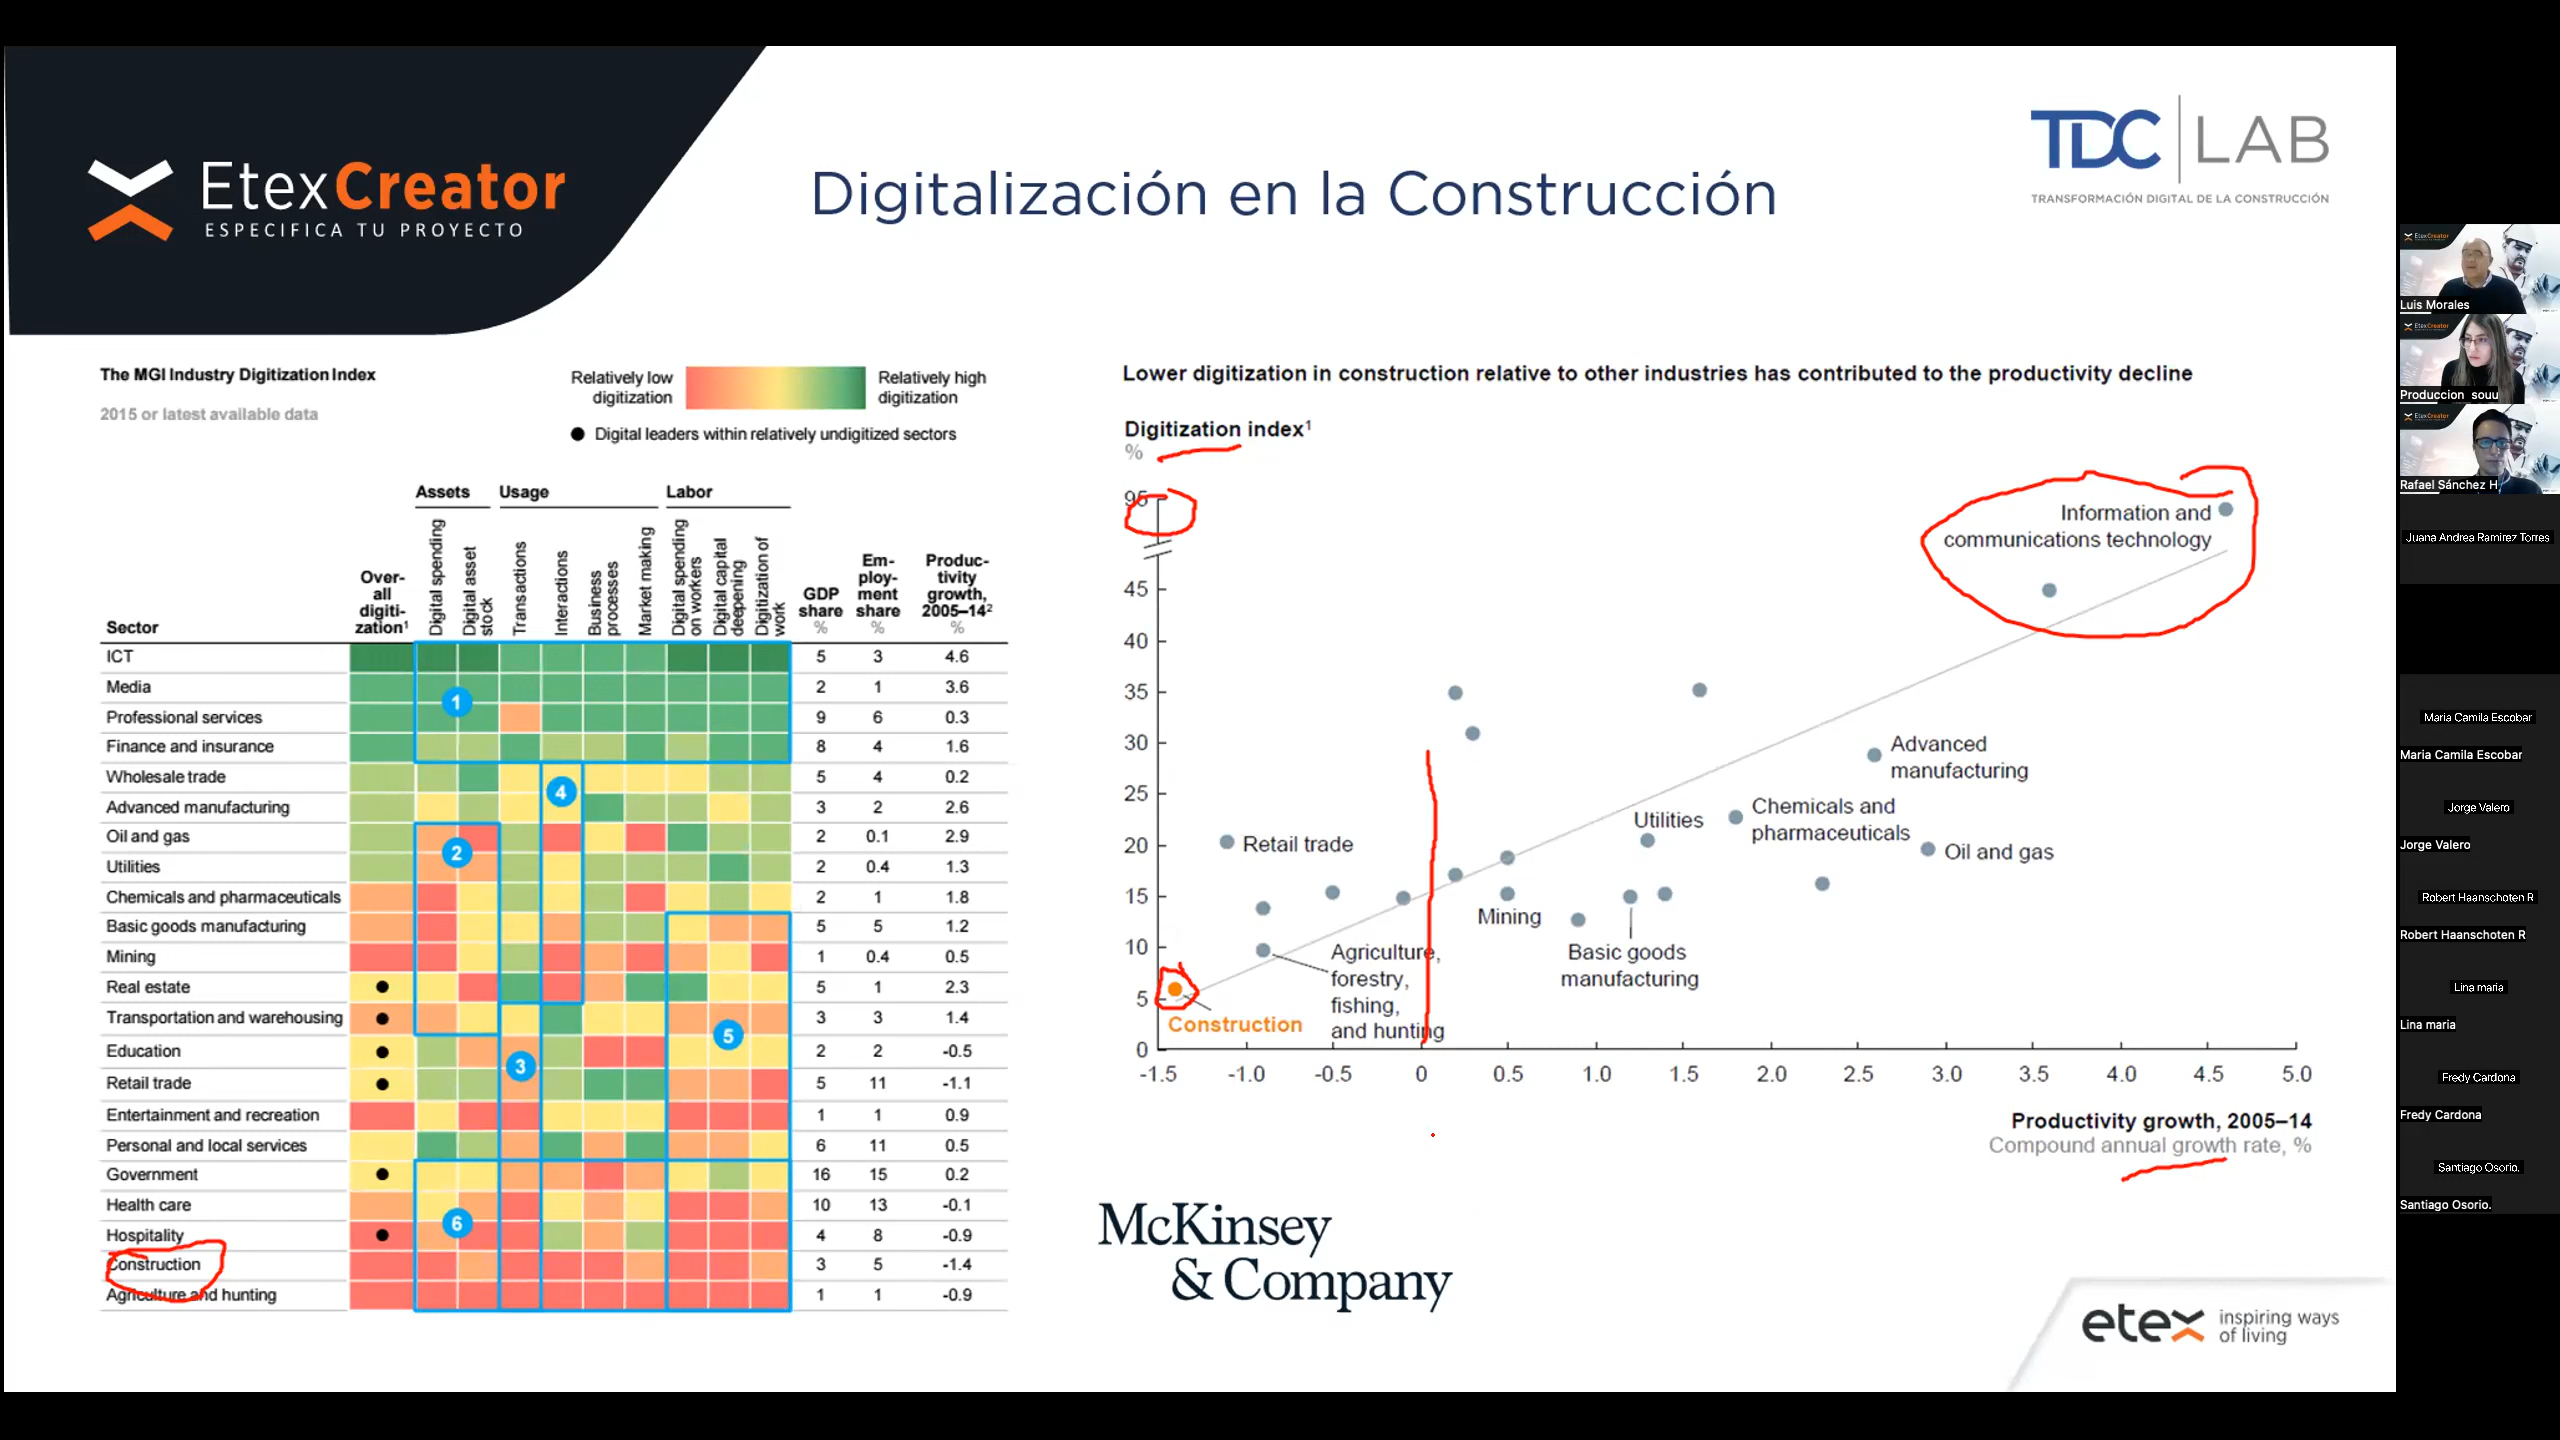 EtexCreator
ESPECIFICA TU PROYECTO
Digitalización en la Construcción
TDC LAB
TRANSFORMACIÓN DIGITAL DE LA CONSTRUCCIÓN
The MGI Industry Digitization Index
2015 or latest available data
Relatively low
digitization
Relatively high
digitization
Digital leaders within relatively undigitized sectors
Assets
Usage
Labor
Sector
Over-
all
digiti-
zation¹
Digital spending
Digital asset
stock
Transactions
Interactions
Business
processes
Market making
Digital spending
on workers
Digital capital
deepening
Digitization of
work
GDP
share
%
Em-
ploy-
ment
share
%
Produc-
tivity
growth,
2005–14²
%
ICT 5 3 4.6
Media 2 1 3.6
Professional services 9 6 0.3
Finance and insurance 8 4 1.6
Wholesale trade 5 4 0.2
Advanced manufacturing 3 2 2.6
Oil and gas 2 0.1 2.9
Utilities 2 0.4 1.3
Chemicals and pharmaceuticals 2 1 1.8
Basic goods manufacturing 5 5 1.2
Mining 1 0.4 0.5
Real estate 5 1 2.3
Transportation and warehousing 3 3 1.4
Education 2 2 -0.5
Retail trade 5 11 -1.1
Entertainment and recreation 1 1 0.9
Personal and local services 6 11 0.5
Government 16 15 0.2
Health care 10 13 -0.1
Hospitality 4 8 -0.9
Construction 3 5 -1.4
Agriculture and hunting 1 1 -0.9
1
2
3
4
5
6
Lower digitization in construction relative to other industries has contributed to the productivity decline
Digitization index¹
%
95
45
40
35
30
25
20
15
10
5
0
-1.5 -1.0 -0.5 0 0.5 1.0 1.5 2.0 2.5 3.0 3.5 4.0 4.5 5.0
Information and
communications technology
Advanced
manufacturing
Chemicals and
pharmaceuticals
Utilities
Oil and gas
Retail trade
Mining
Basic goods
manufacturing
Agriculture,
forestry,
fishing,
and hunting
Construction
Productivity growth, 2005–14
Compound annual growth rate, %
McKinsey
& Company
etex
inspiring ways
of living
Luis Morales
Produccion souu
Rafael Sánchez H
Juana Andrea Ramirez Torres
Maria Camila Escobar
Maria Camila Escobar
Jorge Valero
Jorge Valero
Robert Haanschoten R
Robert Haanschoten R
Lina maria
Lina maria
Fredy Cardona
Fredy Cardona
Santiago Osorio.
Santiago Osorio.